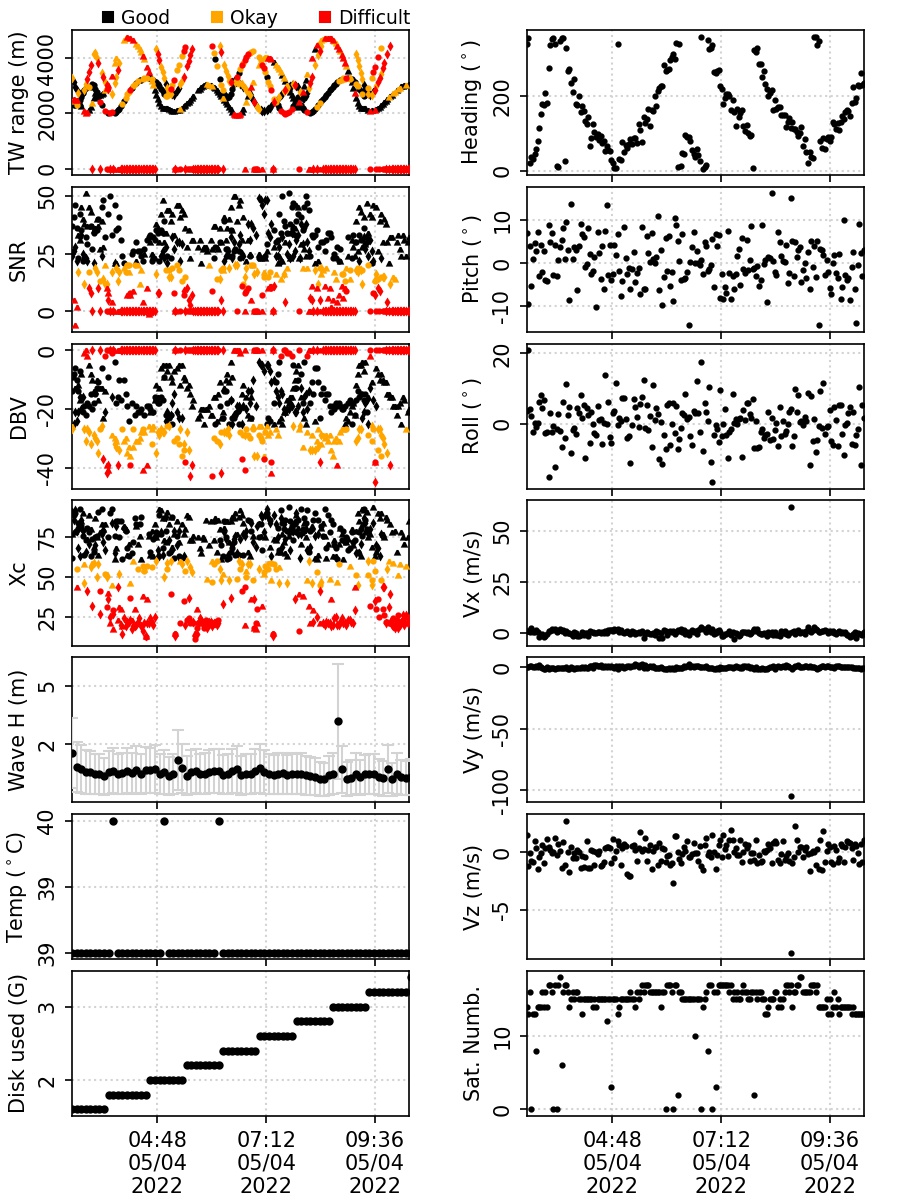 Good Okay Difficult
TW range (m)
4000
2000
0
Heading (°)
200
0
SNR
50
25
0
Pitch (°)
10
0
-10
DBV
0
-20
-40
Roll (°)
20
0
Xc
75
50
25
Vx (m/s)
50
25
0
Wave H (m)
5
2
Vy (m/s)
0
-50
-100
Temp (°C)
40
39
39
Vz (m/s)
0
-5
Disk used (G)
3
2
Sat. Numb.
10
0
04:48 07:12 09:36 04:48 07:12 09:36
05/04 05/04 05/04 05/04 05/04 05/04
2022 2022 2022 2022 2022 2022